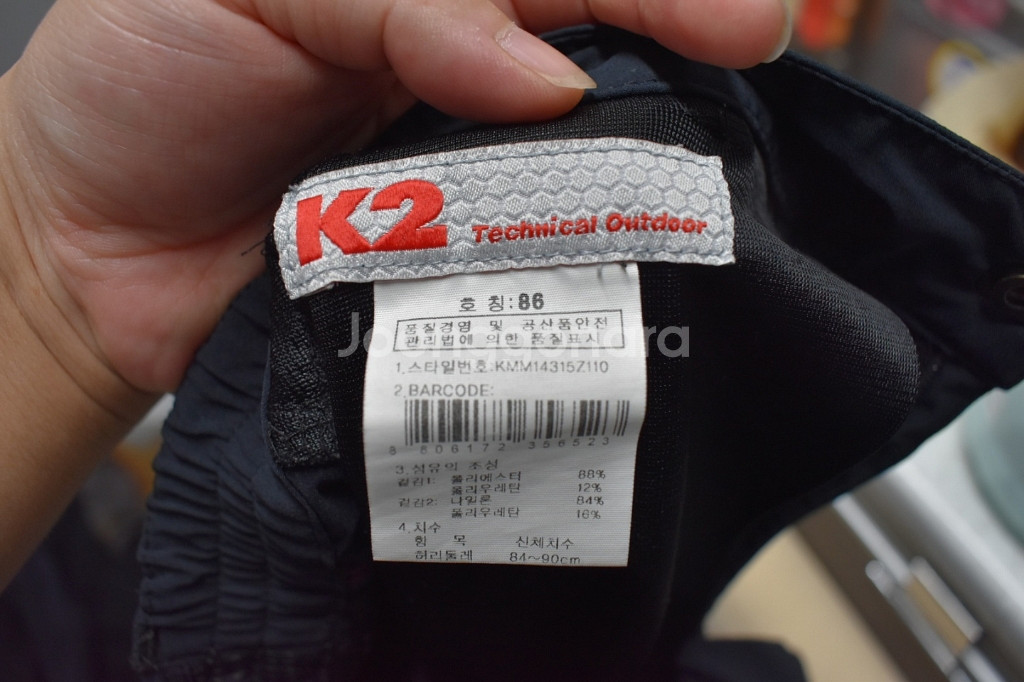 K2 Technical Outdoor
호 칭:86
품질경영 및 공산품안전
관리법에 의한 품질표시
Joonggonara
1.스타일번호:KMM14315Z110
2.BARCODE:
8 806172 356523
3.섬유의 조성
겉감1: 폴리에스터 88%
폴리우레탄 12%
겉감2: 나일론 84%
폴리우레탄 16%
4.치수
항 목 신체치수
허리둘레 84~90cm